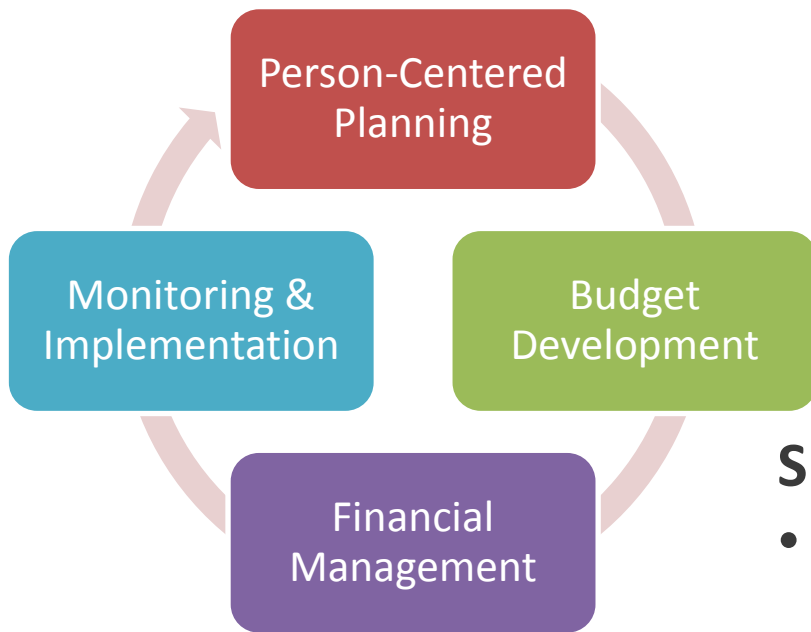 Person-Centered
Planning
Monitoring &
Implementation
Budget
Development
S
•
Financial
Management